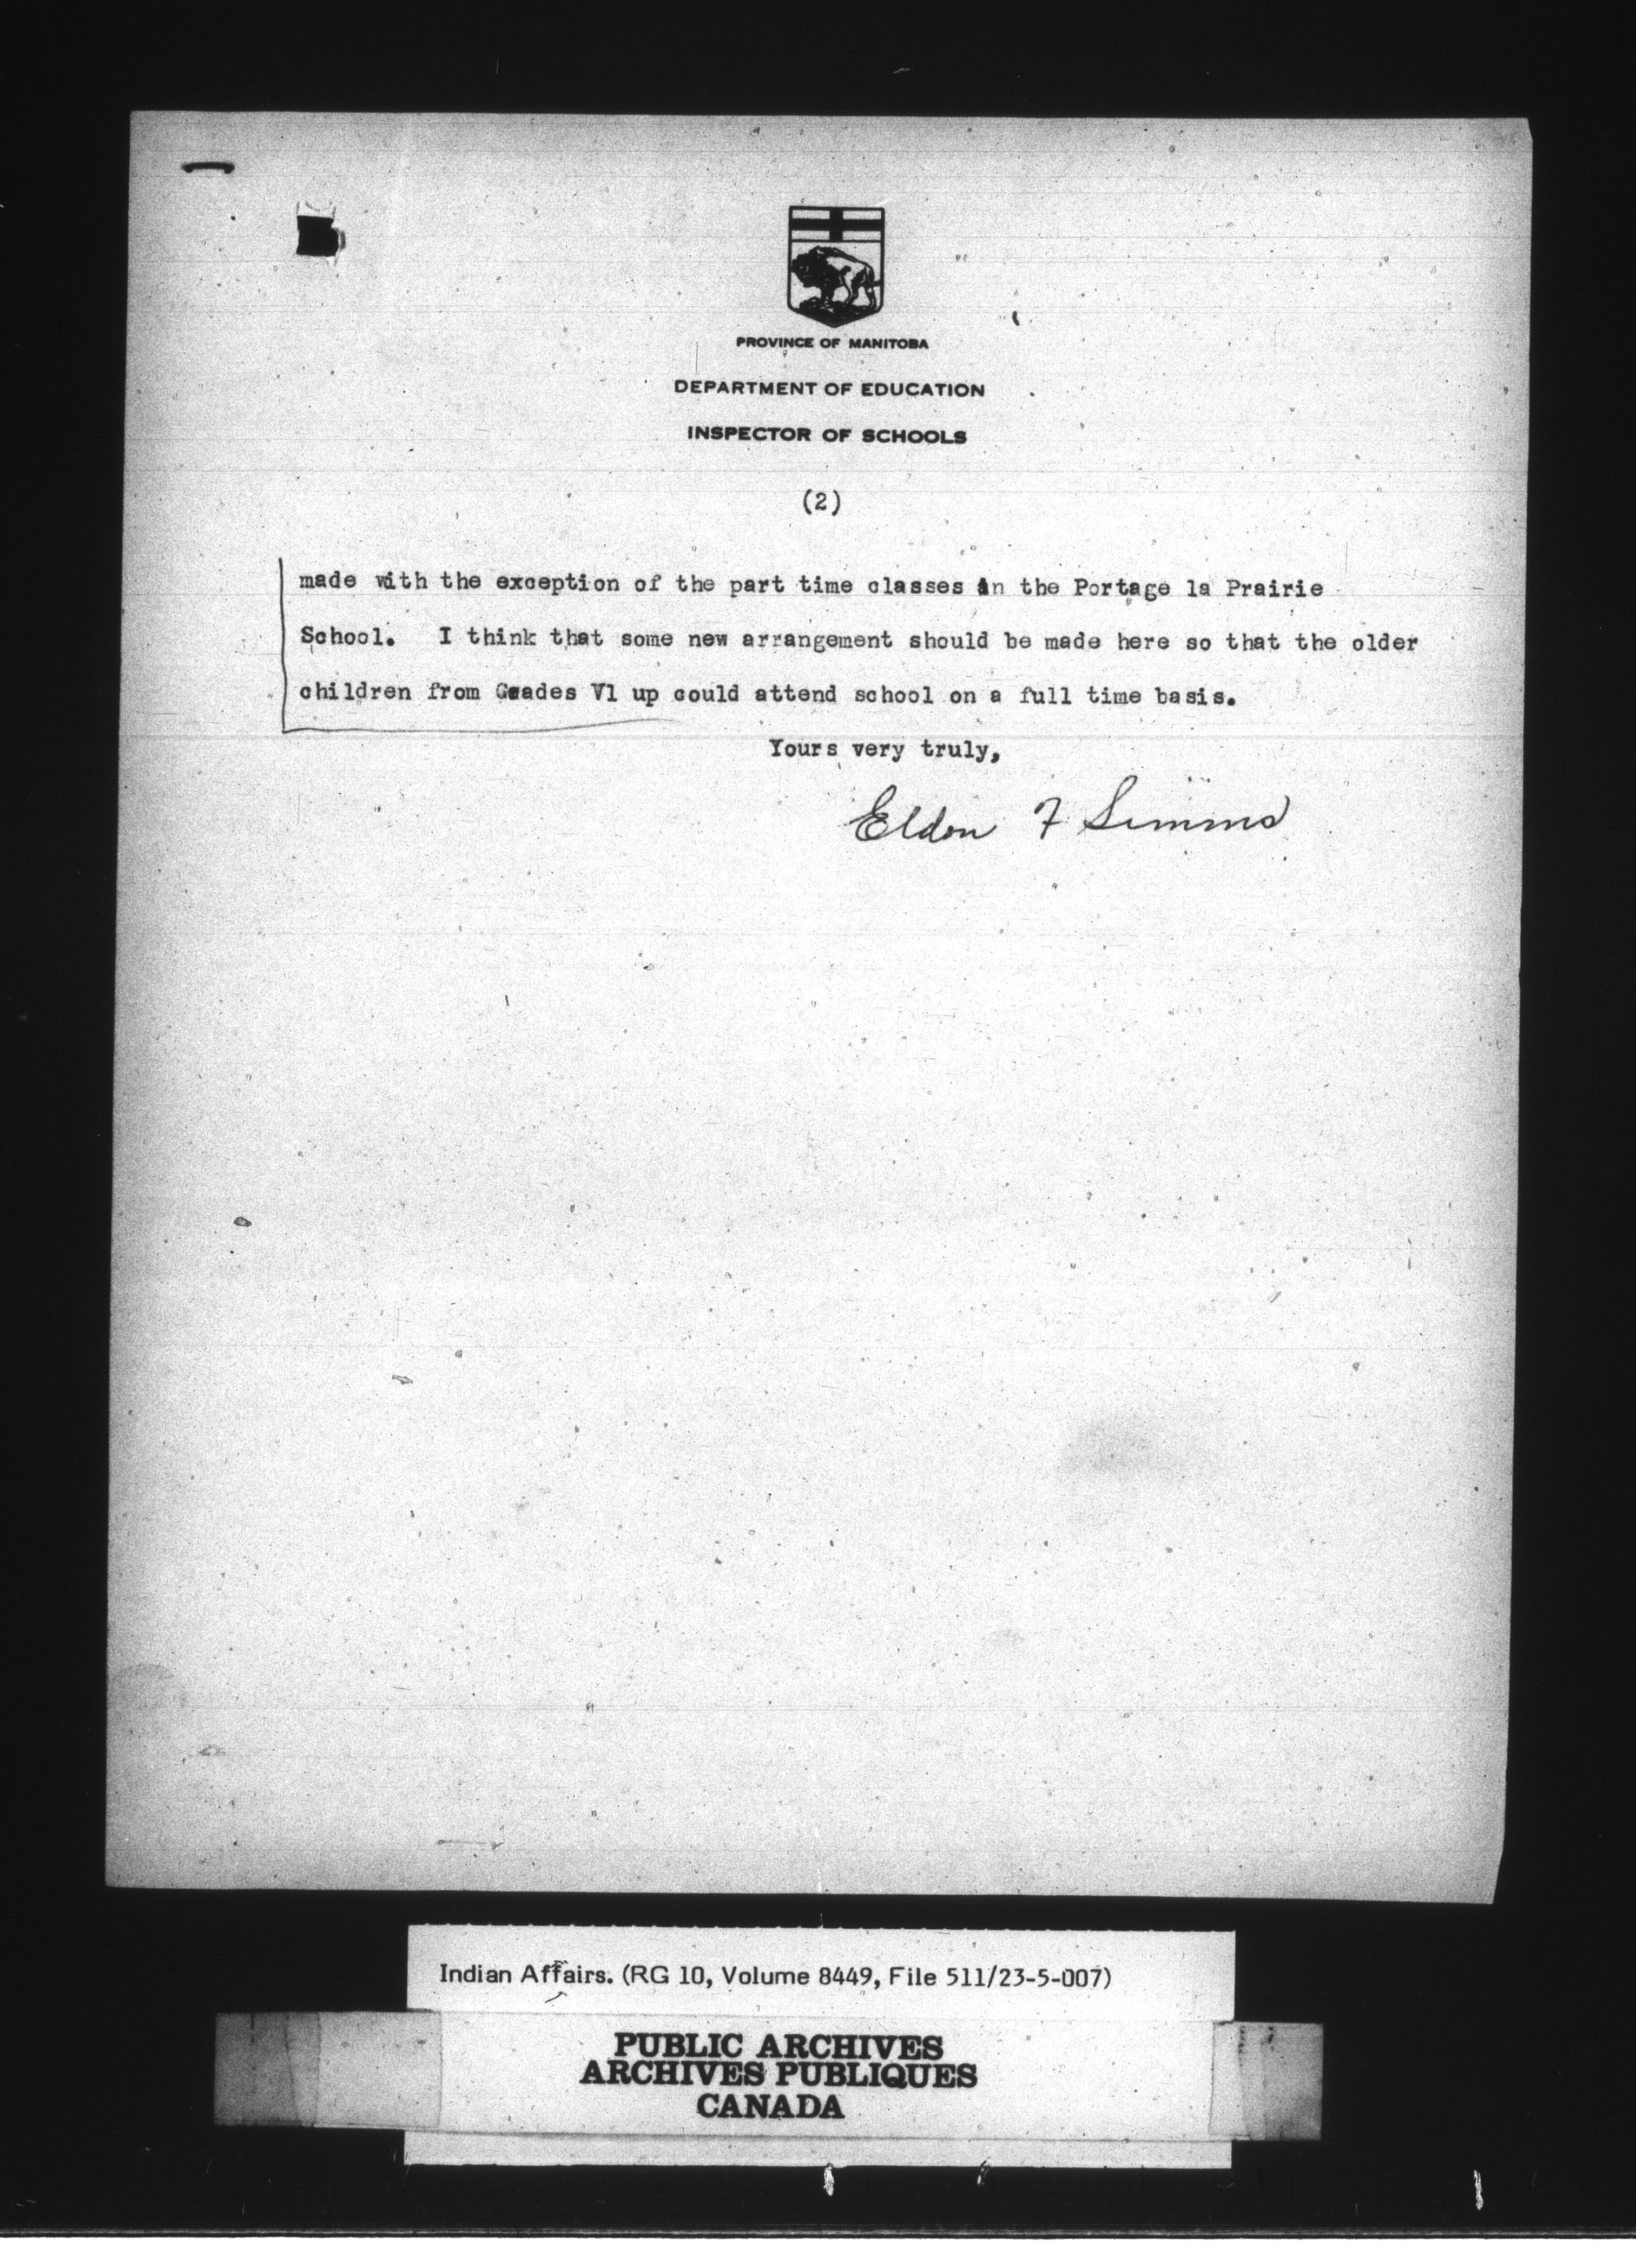 PROVINCE OF MANITOBA
DEPARTMENT OF EDUCATION
INSPECTOR OF SCHOOLS
(2)
made with the exception of the part time classes in the Portage la Prairie
School. I think that some new arrangement should be made here so that the older
children from Grades V1 up could attend school on a full time basis.
Yours very truly,
Eldon F Simms
Indian Affairs. (RG 10, Volume 8449, File 511/23-5-007)
PUBLIC ARCHIVES
ARCHIVES PUBLIQUES
CANADA